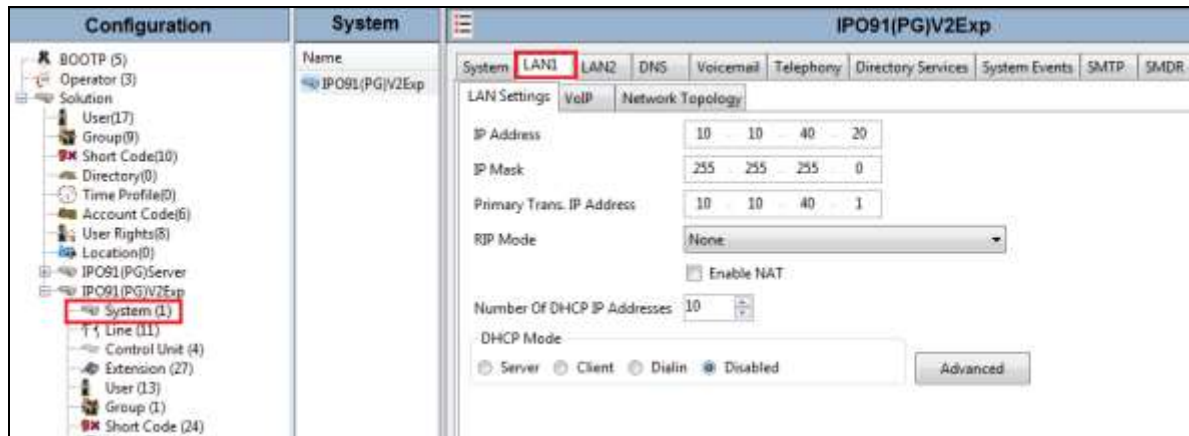 Configuration
BOOTP (5)
Operator (3)
Solution
User(17)
Group(9)
Short Code(10)
Directory(0)
Time Profile(0)
Account Code(6)
User Rights(8)
Location(0)
IPO91(PG)Server
IPO91(PG)V2Exp
System (1)
Line (11)
Control Unit (4)
Extension (27)
User (13)
Group (1)
Short Code (24)
System
Name
IPO91(PG)V2Exp
IPO91(PG)V2Exp
System LAN1 LAN2 DNS Voicemail Telephony Directory Services System Events SMTP SMDR
LAN Settings VoIP Network Topology
IP Address 10 . 10 . 40 . 20
IP Mask 255 . 255 . 255 . 0
Primary Trans. IP Address 10 . 10 . 40 . 1
RIP Mode None
Enable NAT
Number Of DHCP IP Addresses 10
DHCP Mode
Server Client Dialin Disabled Advanced